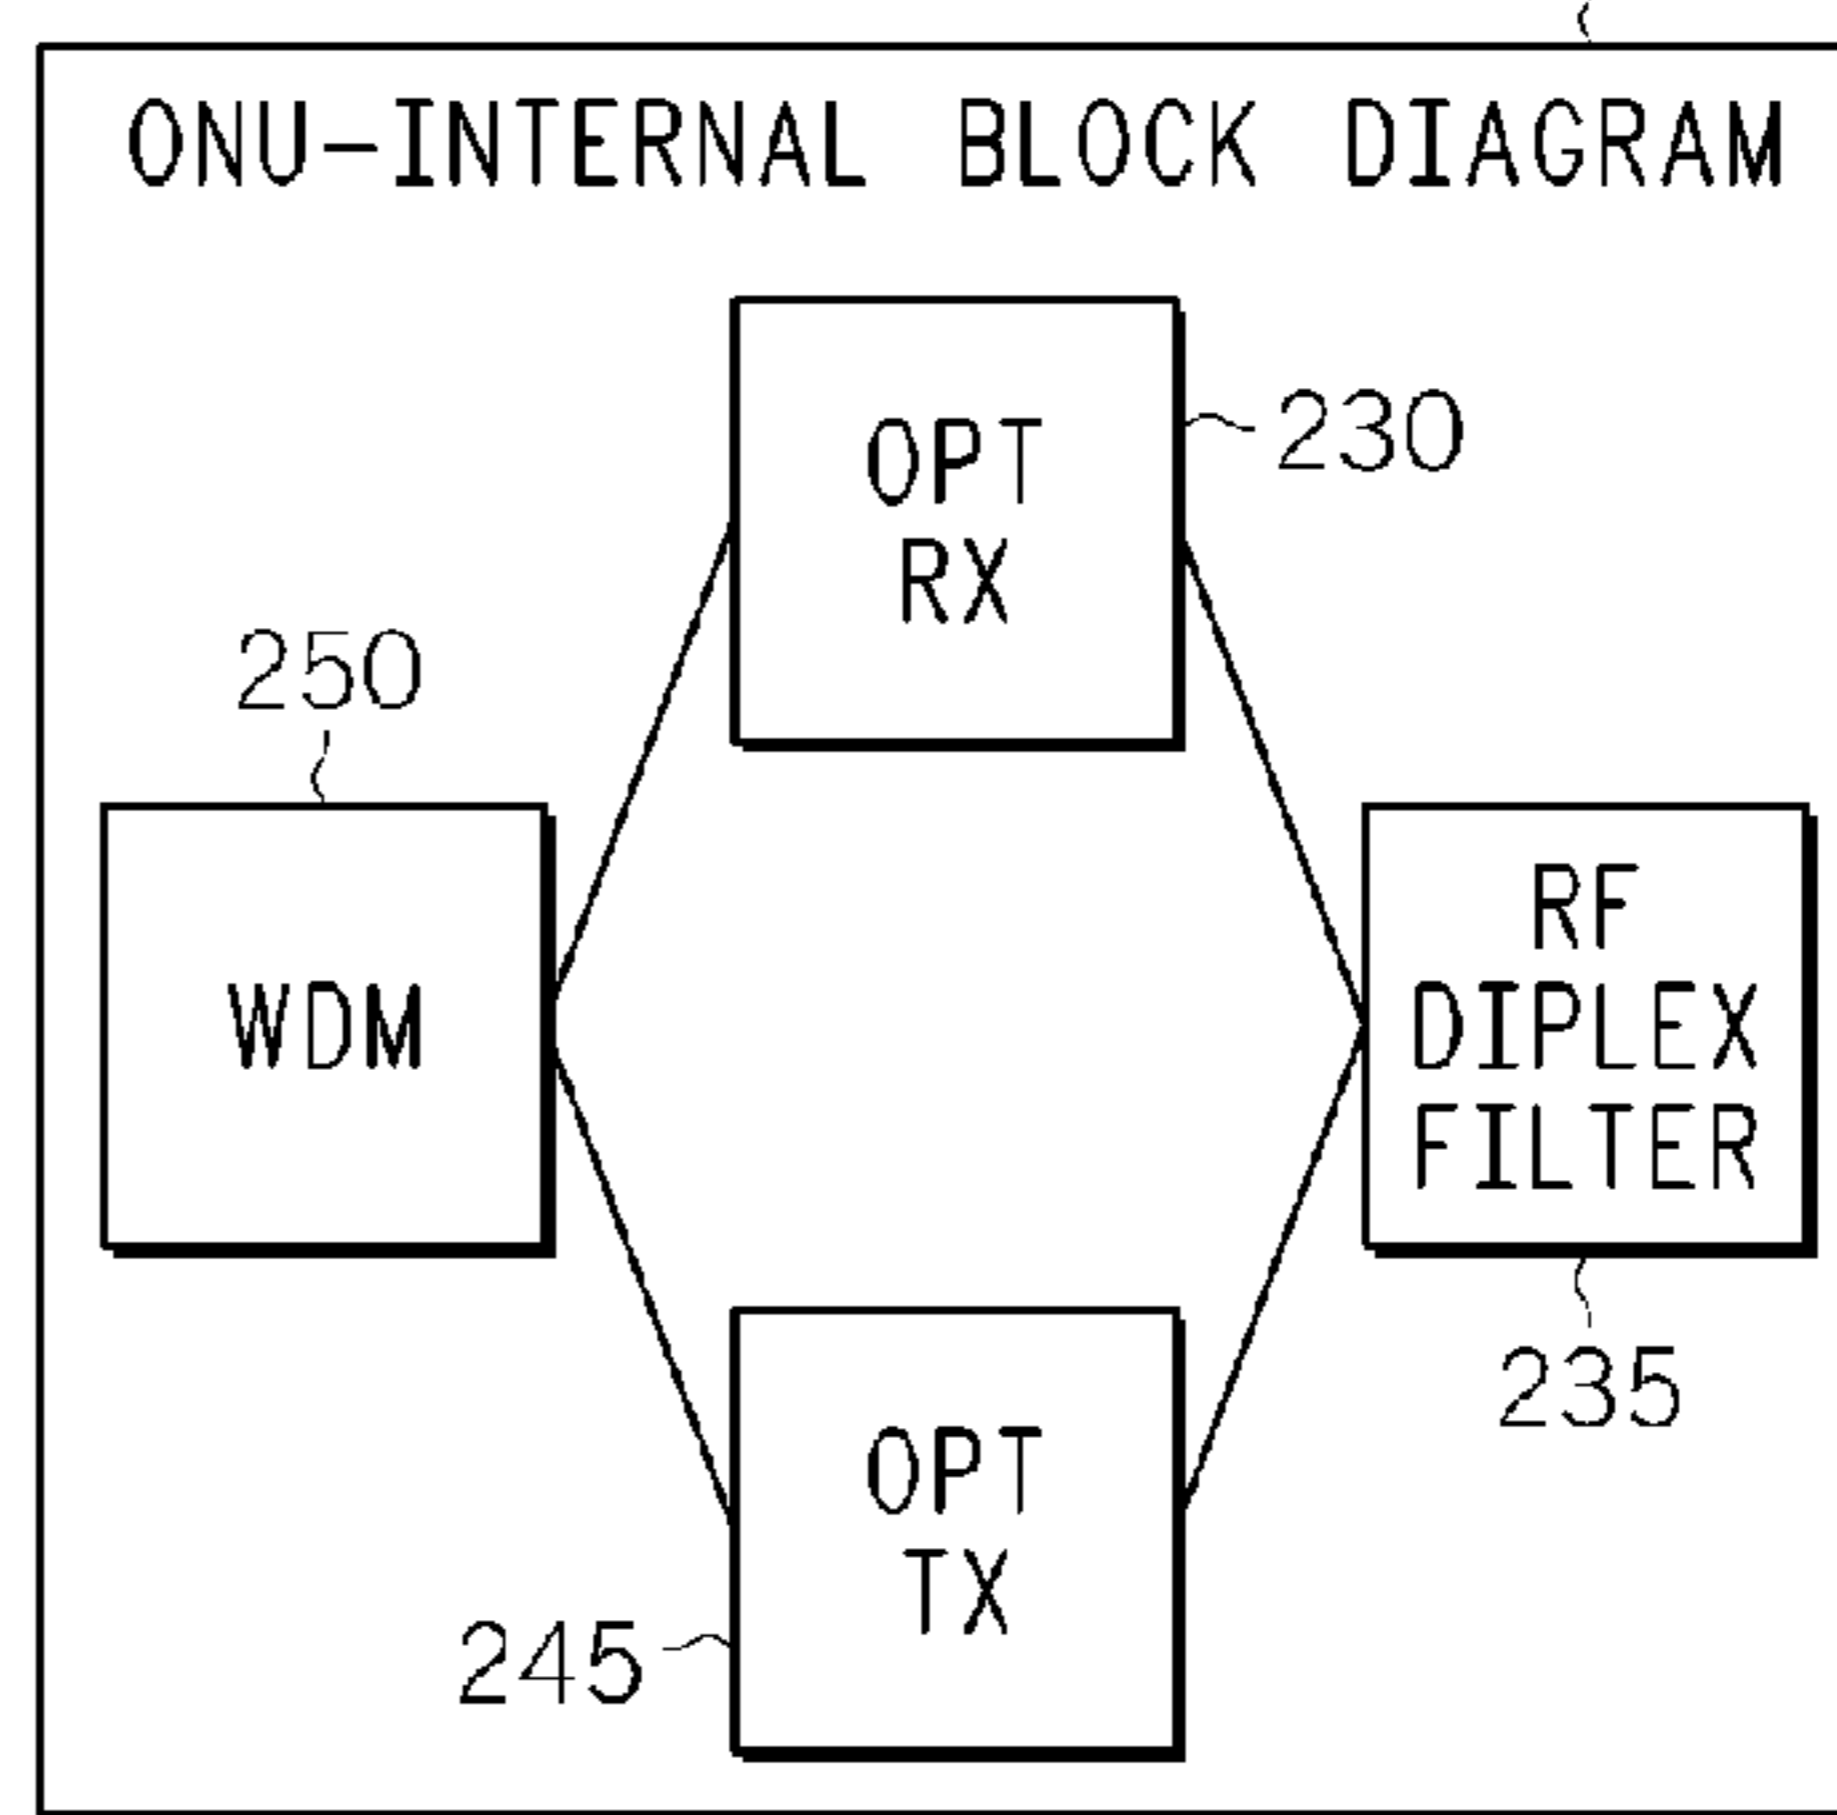 ONU-INTERNAL BLOCK DIAGRAM
OPT
RX
230
250
WDM
RF
DIPLEX
FILTER
235
OPT
TX
245